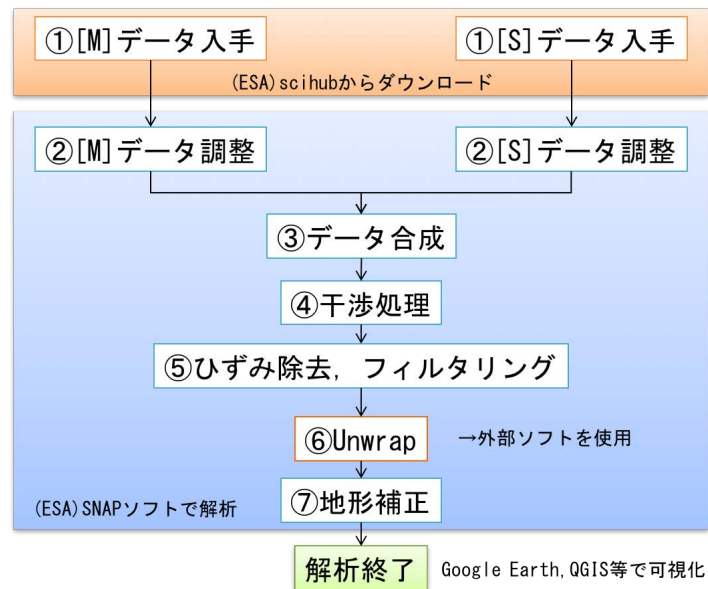 ①[M]データ入手
①[S]データ入手
(ESA)scihubからダウンロード
②[M]データ調整
②[S]データ調整
③データ合成
④干渉処理
⑤ひずみ除去, フィルタリング
⑥Unwrap
→外部ソフトを使用
⑦地形補正
(ESA)SNAPソフトで解析
解析終了
Google Earth,QGIS等で可視化